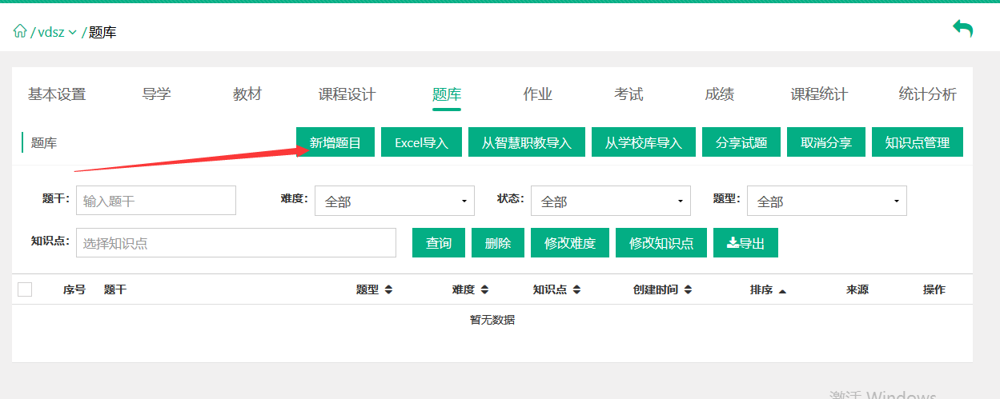 / vdsz / 题库
基本设置 导学 教材 课程设计 题库 作业 考试 成绩 课程统计 统计分析
题库 新增题目 Excel导入 从智慧职教导入 从学校库导入 分享试题 取消分享 知识点管理
题干: 输入题干 难度: 全部 状态: 全部 题型: 全部
知识点: 选择知识点 查询 删除 修改难度 修改知识点 导出
序号 题干 题型 难度 知识点 创建时间 排序 来源 操作
暂无数据
激活 Windows